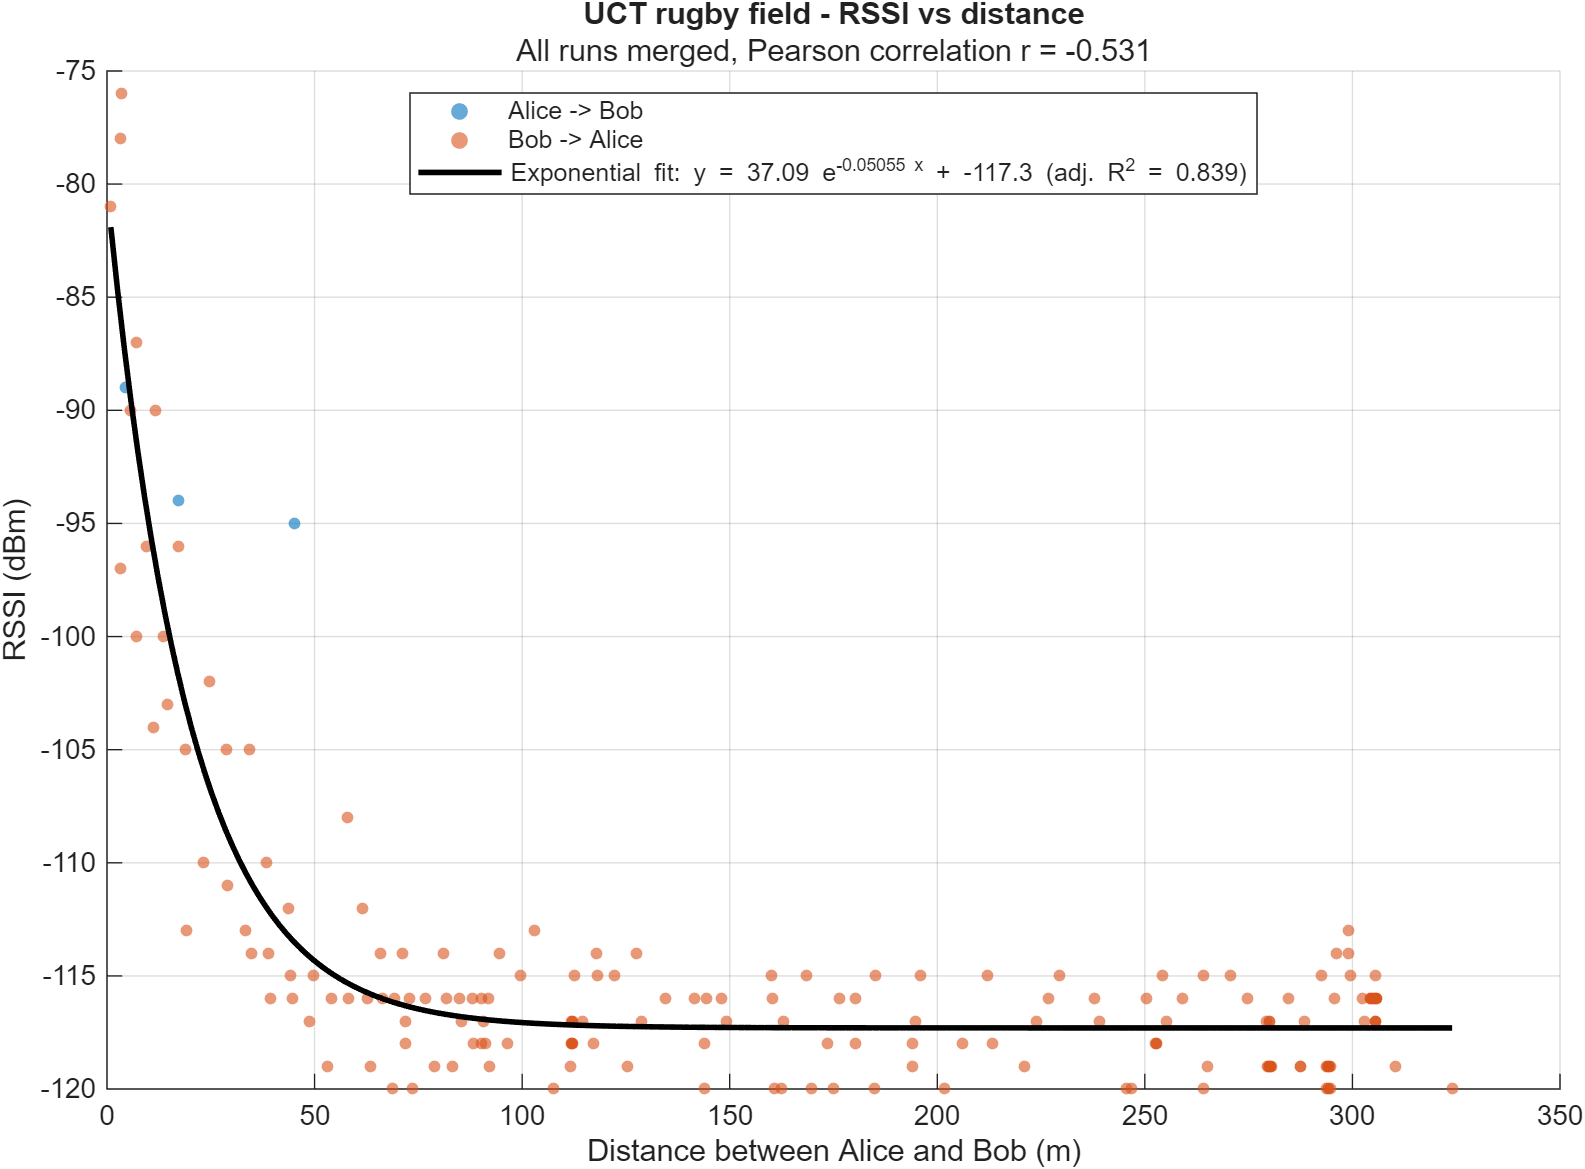 UCT rugby field - RSSI vs distance
All runs merged, Pearson correlation r = -0.531
Alice -> Bob
Bob -> Alice
Exponential fit: y = 37.09 e^-0.05055 x + -117.3 (adj. R² = 0.839)
RSSI (dBm)
-75
-80
-85
-90
-95
-100
-105
-110
-115
-120
0 50 100 150 200 250 300 350
Distance between Alice and Bob (m)